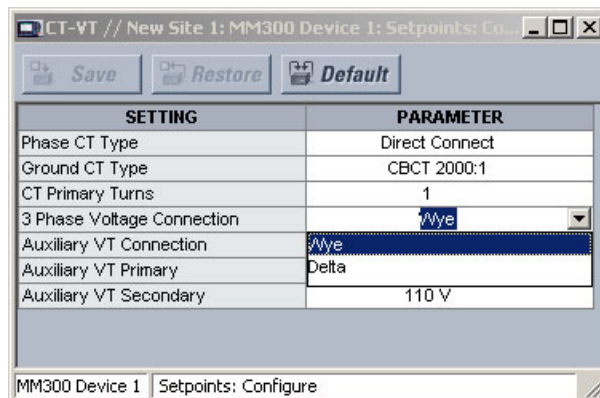 CT-VT // New Site 1: MM300 Device 1: Setpoints: Co...
Save Restore Default
SETTING PARAMETER
Phase CT Type Direct Connect
Ground CT Type CBCT 2000:1
CT Primary Turns 1
3 Phase Voltage Connection Wye
Auxiliary VT Connection Wye
Auxiliary VT Primary Delta
Auxiliary VT Secondary 110 V
MM300 Device 1 Setpoints: Configure